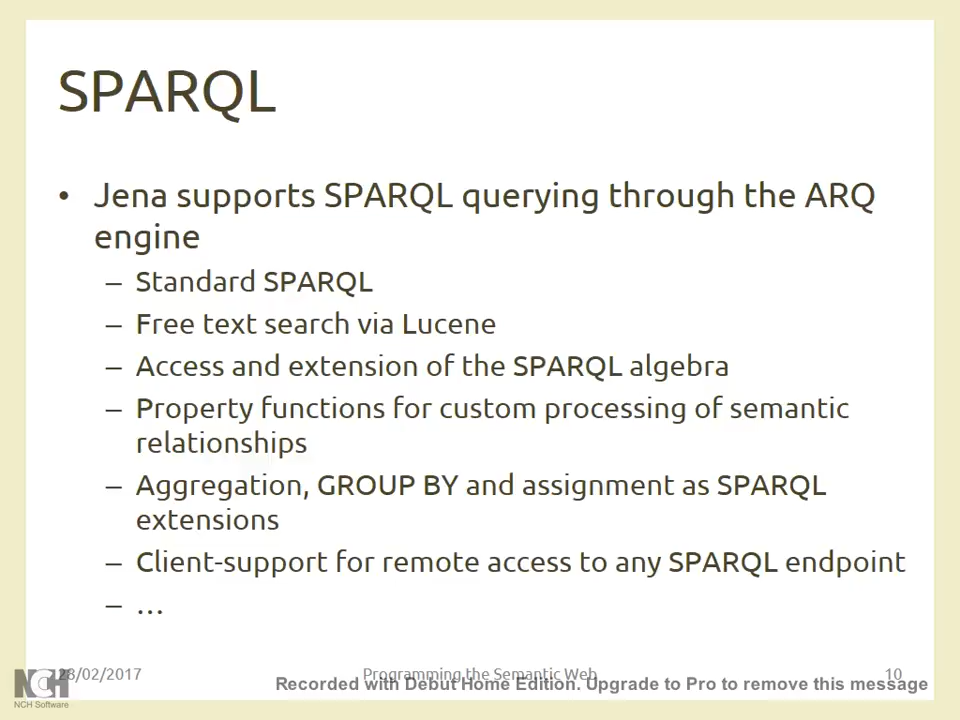 SPARQL
• Jena supports SPARQL querying through the ARQ
engine
– Standard SPARQL
– Free text search via Lucene
– Access and extension of the SPARQL algebra
– Property functions for custom processing of semantic
relationships
– Aggregation, GROUP BY and assignment as SPARQL
extensions
– Client-support for remote access to any SPARQL endpoint
– …
28/02/2017 Programming the Semantic Web 10
Recorded with Debut Home Edition. Upgrade to Pro to remove this message
NCH
NCH Software